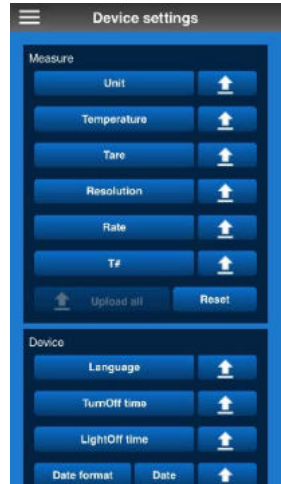 Device settings
Measure
Unit
Temperature
Tare
Resolution
Rate
T#
Upload all Reset
Device
Language
TurnOff time
LightOff time
Date format Date